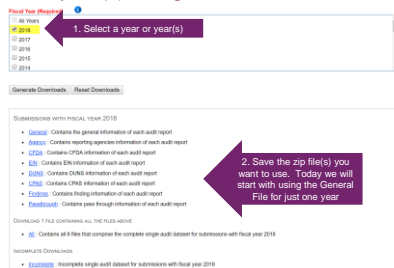 Fiscal Year (Required)
All Years
2018
2017
2016
2015
2014
1. Select a year or year(s)
Generate Downloads Reset Downloads
SUBMISSIONS WITH FISCAL YEAR 2018
General : Contains the general information of each audit report
Agency : Contains reporting agencies information of each audit report
CFDA : Contains CFDA information of each audit report
EIN : Contains EIN information of each audit report
DUNS : Contains DUNS information of each audit report
CPAS : Contains CPAS information of each audit report
Findings : Contains finding information of each audit report
Passthrough : Contains pass through information of each audit report
2. Save the zip file(s) you
want to use. Today we will
start with using the General
File for just one year
DOWNLOAD 1 FILE CONTAINING ALL THE FILES ABOVE
All : Contains all 8 files that comprise the complete single audit dataset for submissions with fiscal year 2018
INCOMPLETE DOWNLOADS
Incomplete : Incomplete single audit dataset for submissions with fiscal year 2018